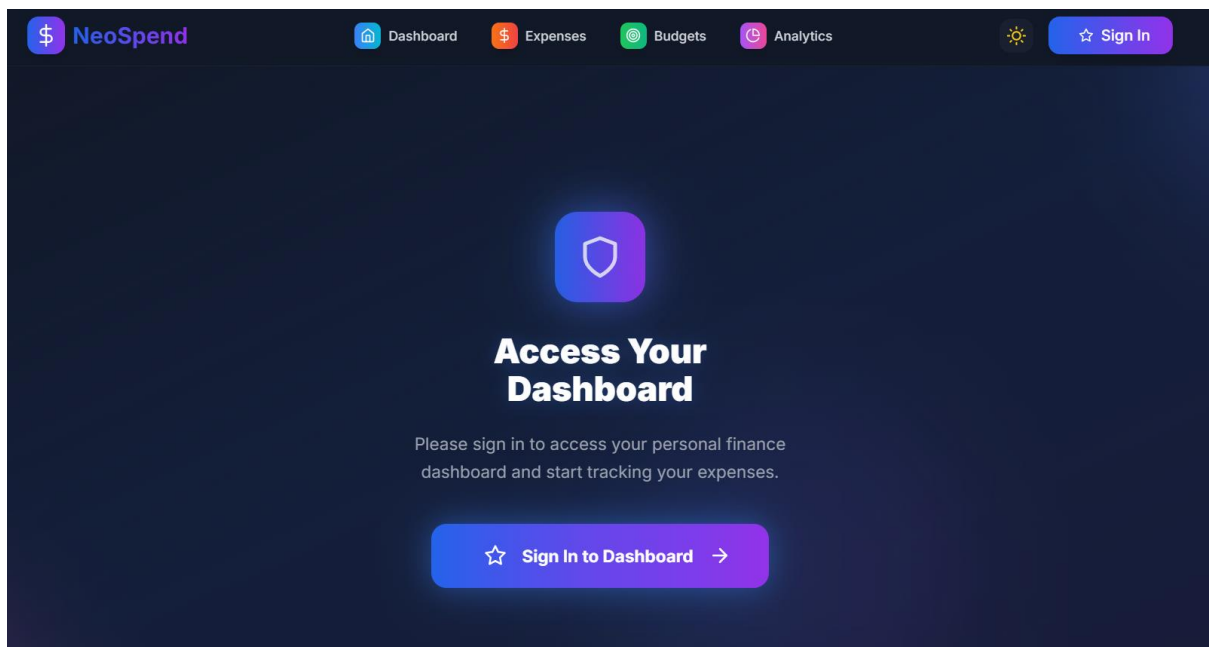 NeoSpend
Dashboard
Expenses
Budgets
Analytics
Sign In
Access Your
Dashboard
Please sign in to access your personal finance
dashboard and start tracking your expenses.
Sign In to Dashboard